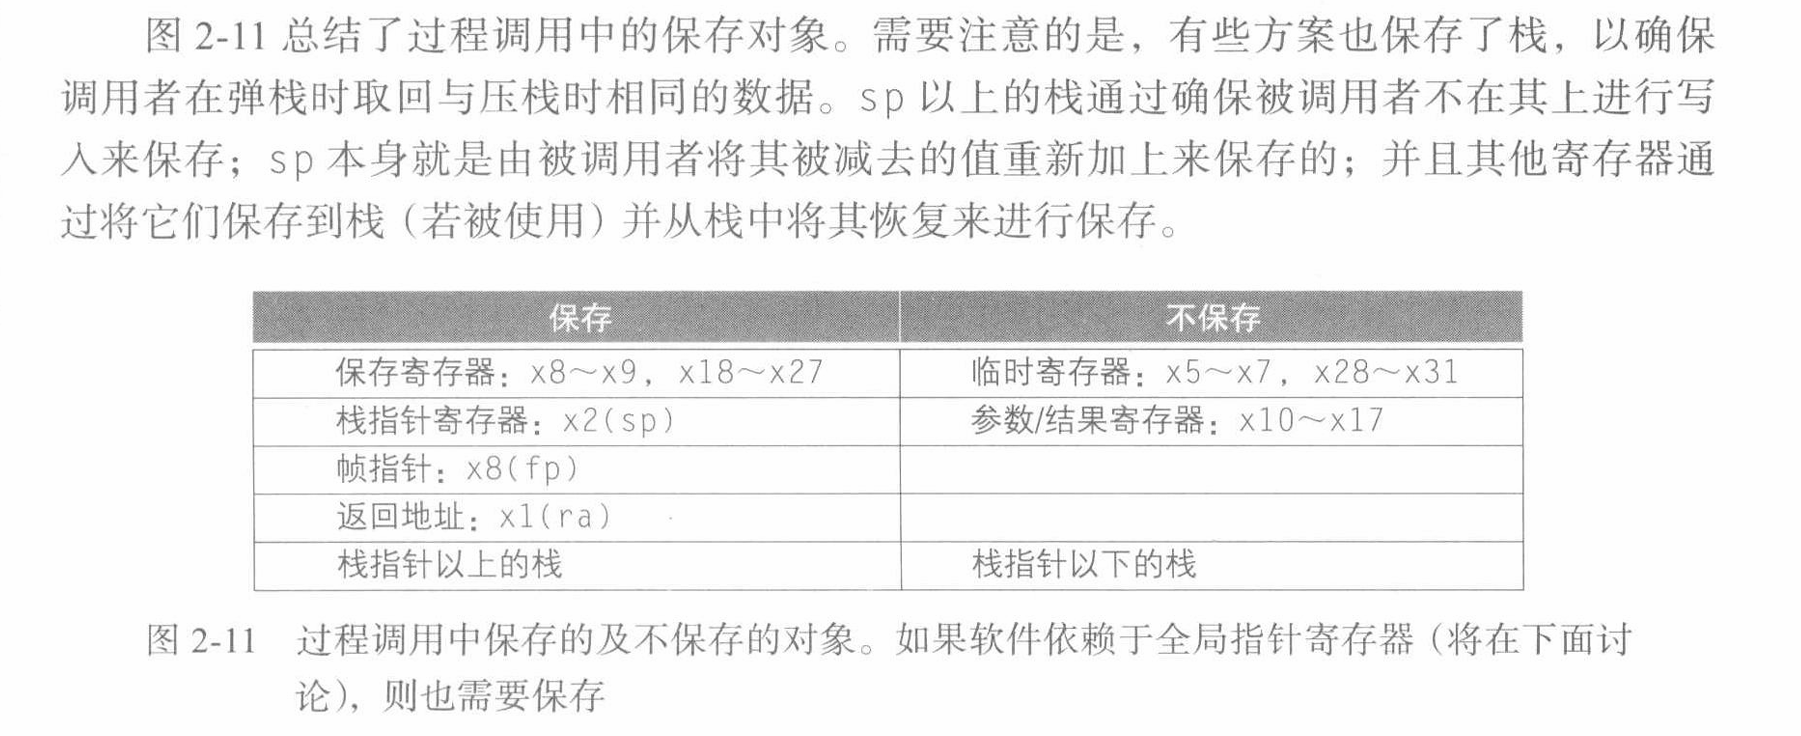 图 2-11 总结了过程调用中的保存对象。需要注意的是，有些方案也保存了栈，以确保
调用者在弹栈时取回与压栈时相同的数据。sp 以上的栈通过确保被调用者不在其上进行写
入来保存；sp 本身就是由被调用者将其被减去的值重新加上来保存的；并且其他寄存器通
过将它们保存到栈（若被使用）并从栈中将其恢复来进行保存。
保存 不保存
保存寄存器：x8～x9，x18～x27 临时寄存器：x5～x7，x28～x31
栈指针寄存器：x2(sp) 参数/结果寄存器：x10～x17
帧指针：x8(fp)
返回地址：x1(ra)
栈指针以上的栈 栈指针以下的栈
图 2-11 过程调用中保存的及不保存的对象。如果软件依赖于全局指针寄存器（将在下面讨
论），则也需要保存